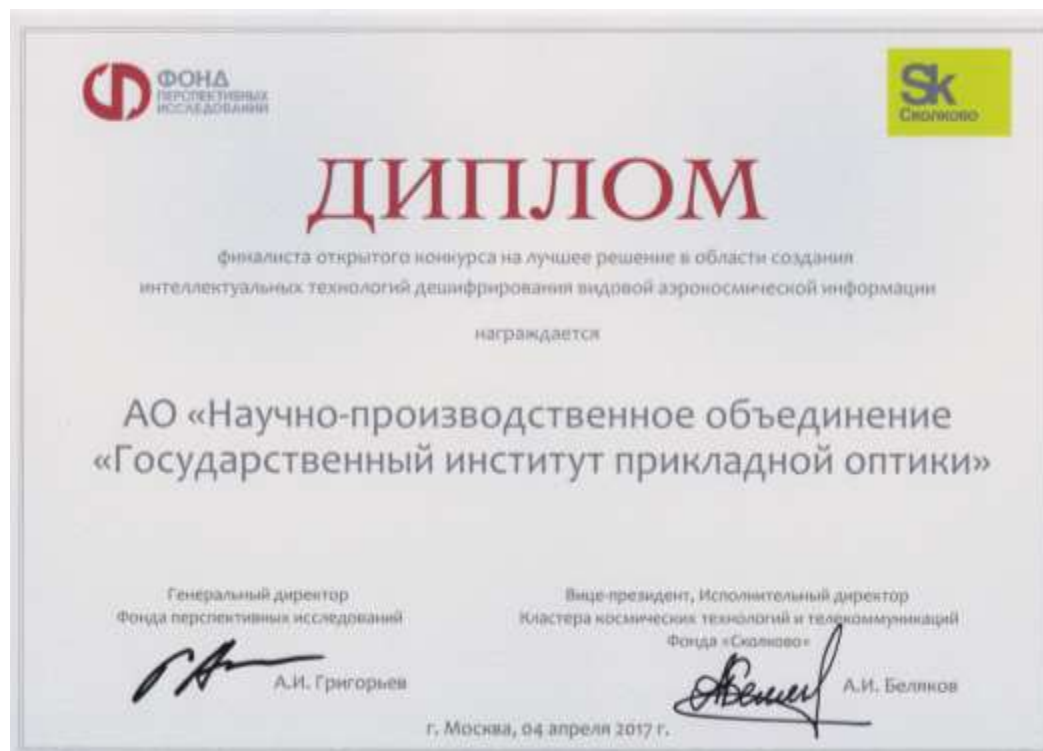 ФОНД
ПЕРСПЕКТИВНЫХ
ИССЛЕДОВАНИЙ
Sk
Сколково
ДИПЛОМ
финалиста открытого конкурса на лучшее решение в области создания
интеллектуальных технологий дешифрирования видовой аэрокосмической информации
награждается
АО «Научно-производственное объединение
«Государственный институт прикладной оптики»
Генеральный директор
Фонда перспективных исследований
А.И. Григорьев
Вице-президент, Исполнительный директор
Кластера космических технологий и телекоммуникаций
Фонда «Сколково»
А.И. Беляков
г. Москва, 04 апреля 2017 г.